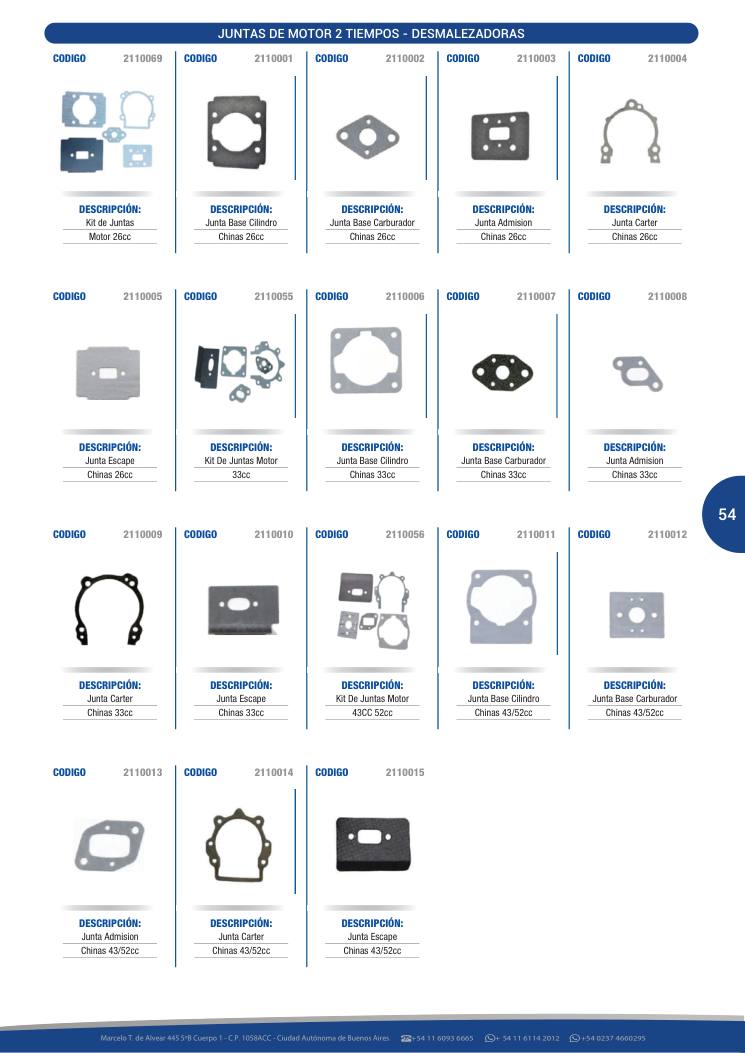 JUNTAS DE MOTOR 2 TIEMPOS - DESMALEZADORAS
CODIGO 2110069
DESCRIPCIÓN:
Kit de Juntas
Motor 26cc
CODIGO 2110001
DESCRIPCIÓN:
Junta Base Cilindro
Chinas 26cc
CODIGO 2110002
DESCRIPCIÓN:
Junta Base Carburador
Chinas 26cc
CODIGO 2110003
DESCRIPCIÓN:
Junta Admision
Chinas 26cc
CODIGO 2110004
DESCRIPCIÓN:
Junta Carter
Chinas 26cc
CODIGO 2110005
DESCRIPCIÓN:
Junta Escape
Chinas 26cc
CODIGO 2110055
DESCRIPCIÓN:
Kit De Juntas Motor
33cc
CODIGO 2110006
DESCRIPCIÓN:
Junta Base Cilindro
Chinas 33cc
CODIGO 2110007
DESCRIPCIÓN:
Junta Base Carburador
Chinas 33cc
CODIGO 2110008
DESCRIPCIÓN:
Junta Admision
Chinas 33cc
54
CODIGO 2110009
DESCRIPCIÓN:
Junta Carter
Chinas 33cc
CODIGO 2110010
DESCRIPCIÓN:
Junta Escape
Chinas 33cc
CODIGO 2110056
DESCRIPCIÓN:
Kit De Juntas Motor
43CC 52cc
CODIGO 2110011
DESCRIPCIÓN:
Junta Base Cilindro
Chinas 43/52cc
CODIGO 2110012
DESCRIPCIÓN:
Junta Base Carburador
Chinas 43/52cc
CODIGO 2110013
DESCRIPCIÓN:
Junta Admision
Chinas 43/52cc
CODIGO 2110014
DESCRIPCIÓN:
Junta Carter
Chinas 43/52cc
CODIGO 2110015
DESCRIPCIÓN:
Junta Escape
Chinas 43/52cc
Marcelo T. de Alvear 445 5ºB Cuerpo 1 - C.P. 1058ACC - Ciudad Autónoma de Buenos Aires. +54 11 6093 6665 + 54 11 6114 2012 +54 0237 4660295